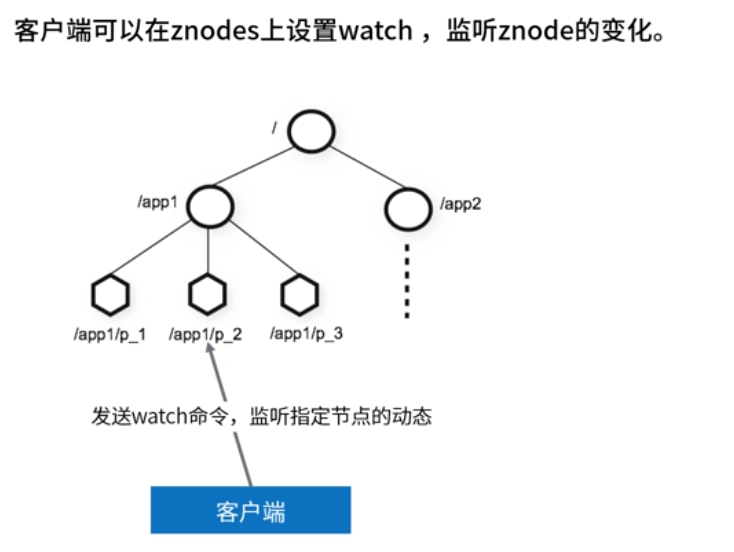 客户端可以在znodes上设置watch ，监听znode的变化。
/
/app1
/app2
/app1/p_1
/app1/p_2
/app1/p_3
发送watch命令，监听指定节点的动态
客户端